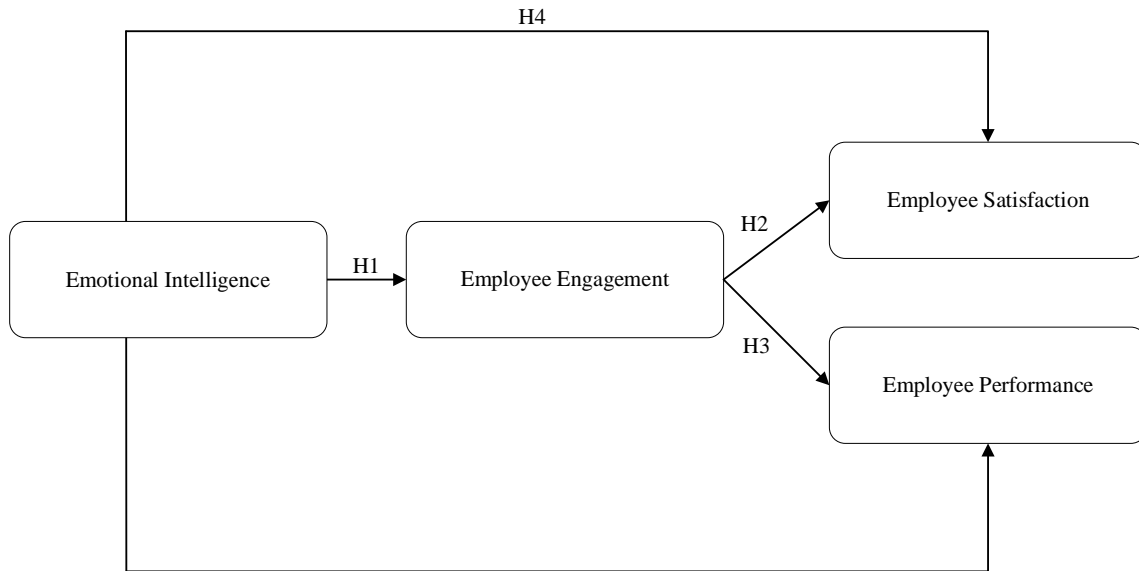 H4
Employee Satisfaction
H2
Emotional Intelligence
H1
Employee Engagement
H3
Employee Performance